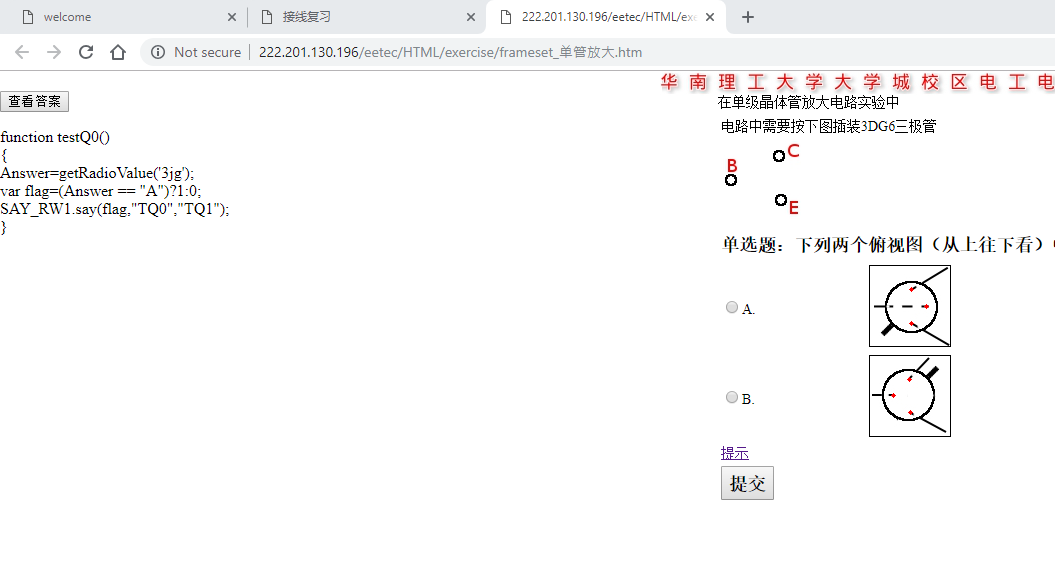 welcome
接线复习
222.201.130.196/eetec/HTML/exe
Not secure
222.201.130.196/eetec/HTML/exercise/frameset_单管放大.htm
华南理工大学大学城校区电工电
查看答案
在单级晶体管放大电路实验中
电路中需要按下图插装3DG6三极管
function testQ0()
{
Answer=getRadioValue('3jg');
var flag=(Answer == "A")?1:0;
SAY_RW1.say(flag,"TQ0","TQ1");
}
C
B
E
单选题：下列两个俯视图（从上往下看）
A.
B.
提示
提交